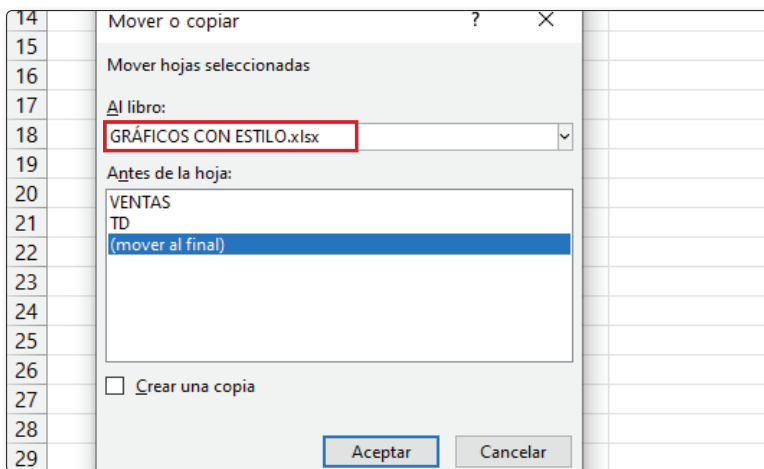 14 Mover o copiar ? ×
15
Mover hojas seleccionadas
16
17 Al libro:
18 GRÁFICOS CON ESTILO.xlsx
19 Antes de la hoja:
20 VENTAS
21 TD
22 (mover al final)
23
24
25
26 Crear una copia
27
28
29 Aceptar Cancelar